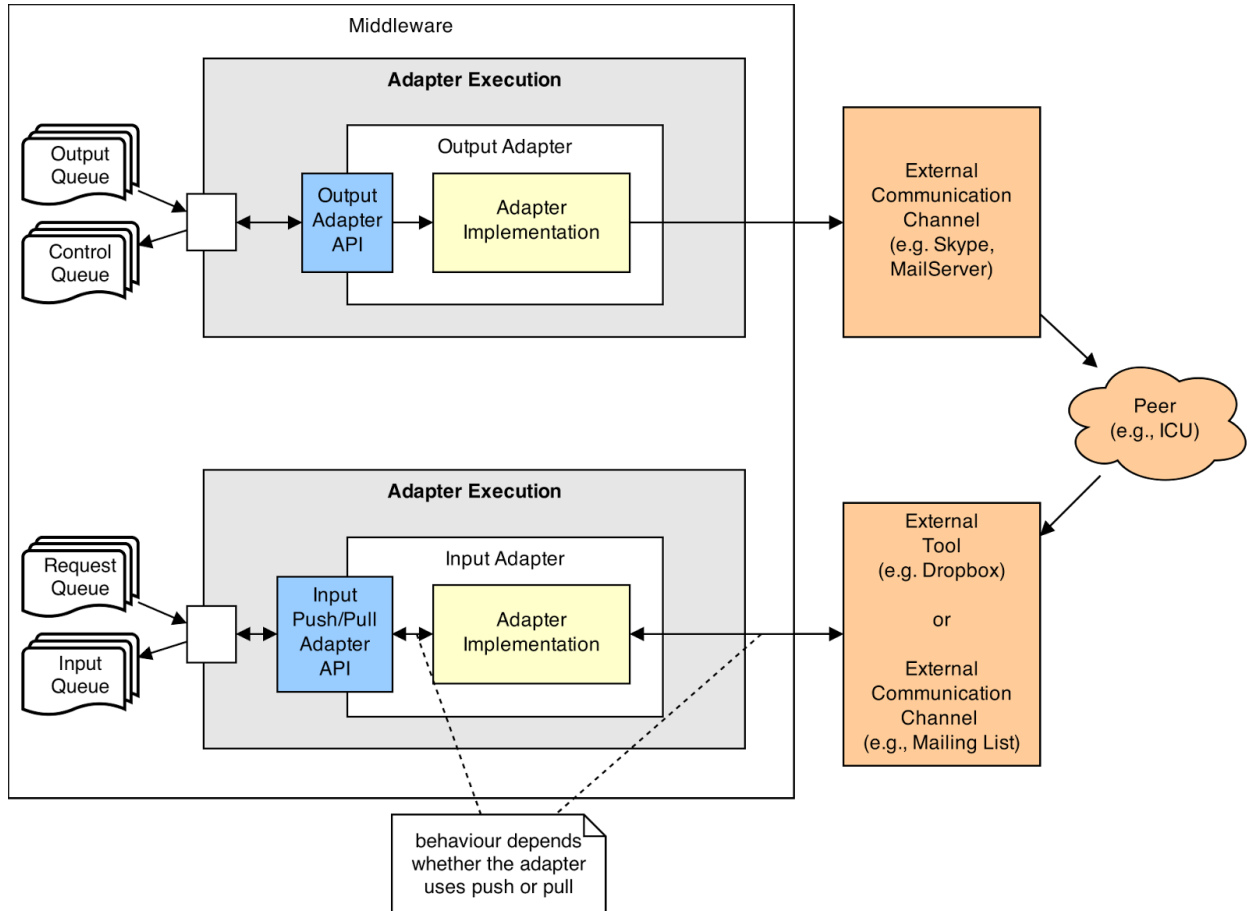 Middleware
Adapter Execution
Output
Queue
Control
Queue
Output Adapter
Output
Adapter
API
Adapter
Implementation
External
Communication
Channel
(e.g. Skype,
MailServer)
Peer
(e.g., ICU)
Adapter Execution
Request
Queue
Input
Queue
Input Adapter
Input
Push/Pull
Adapter
API
Adapter
Implementation
External
Tool
(e.g. Dropbox)
or
External
Communication
Channel
(e.g., Mailing List)
behaviour depends
whether the adapter
uses push or pull